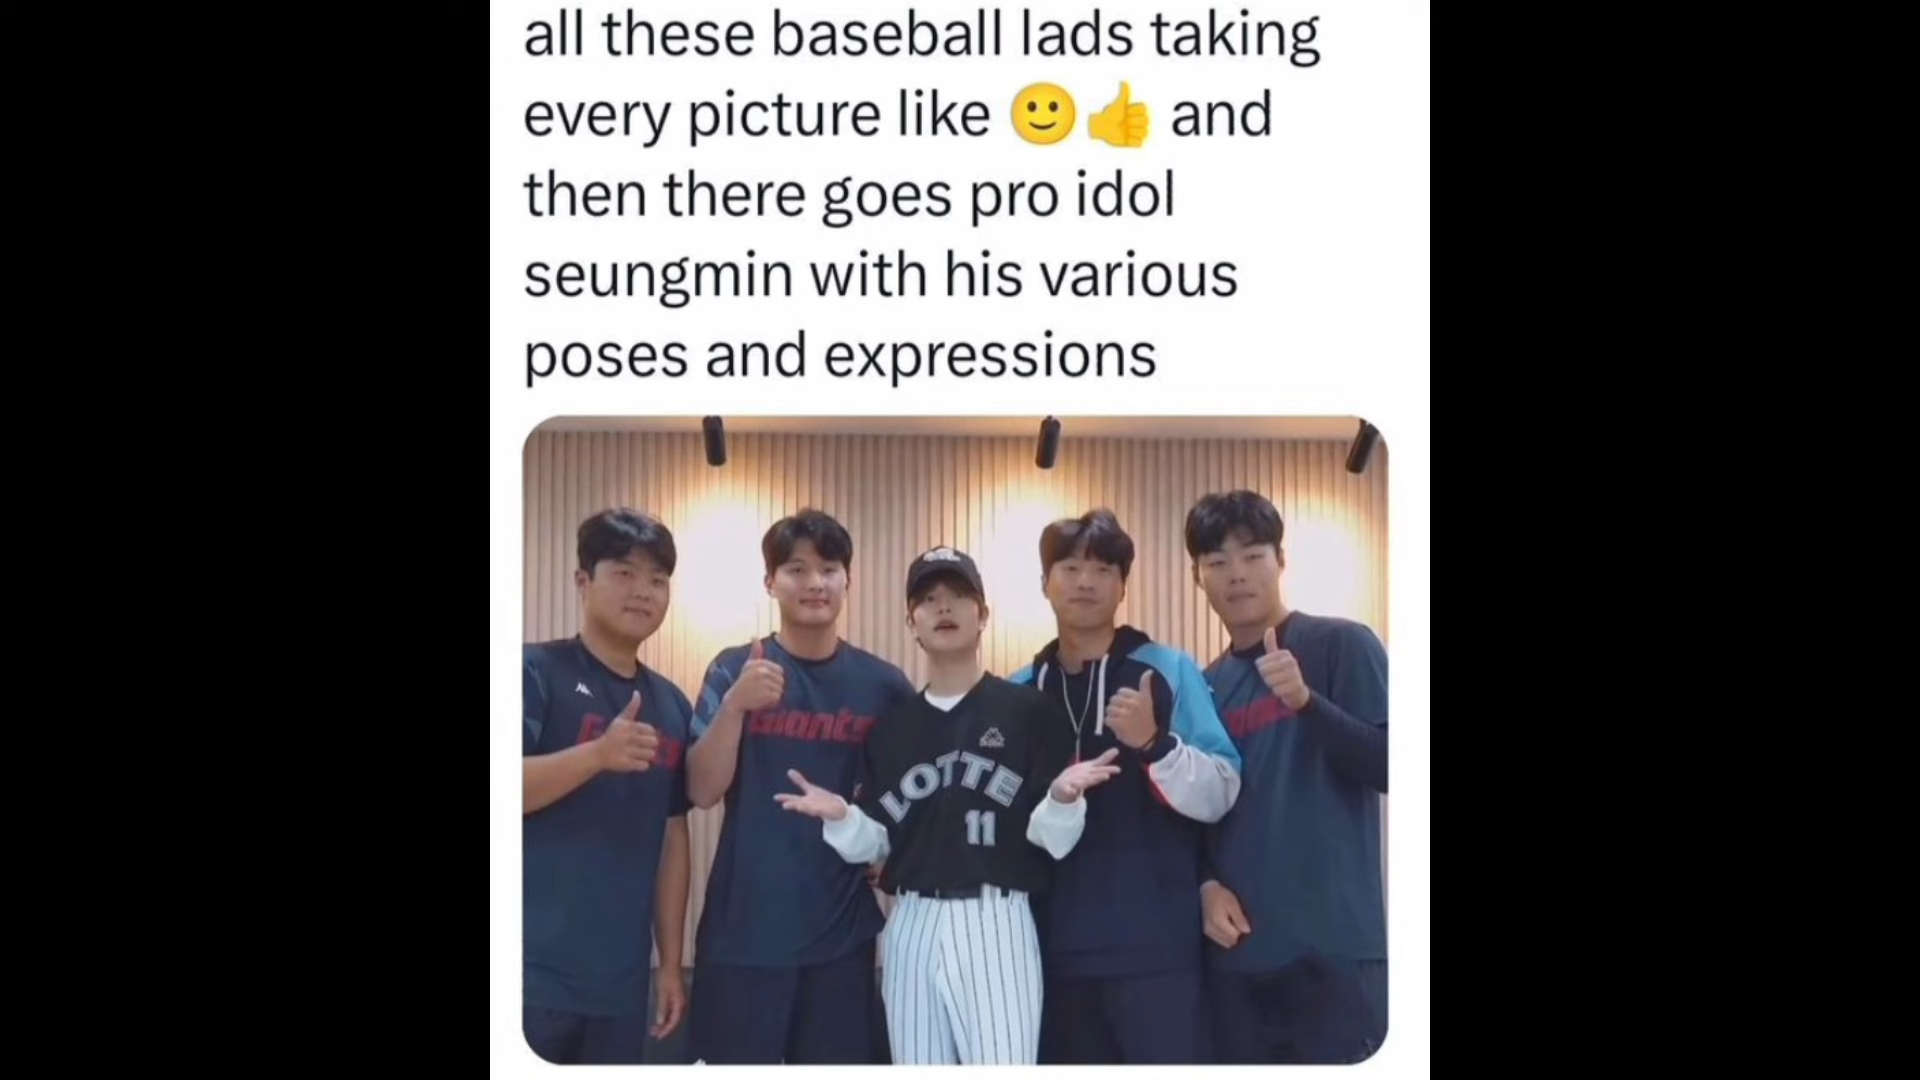 all these baseball lads taking
every picture like 🙂👍 and
then there goes pro idol
seungmin with his various
poses and expressions
Giants
LOTTE
11